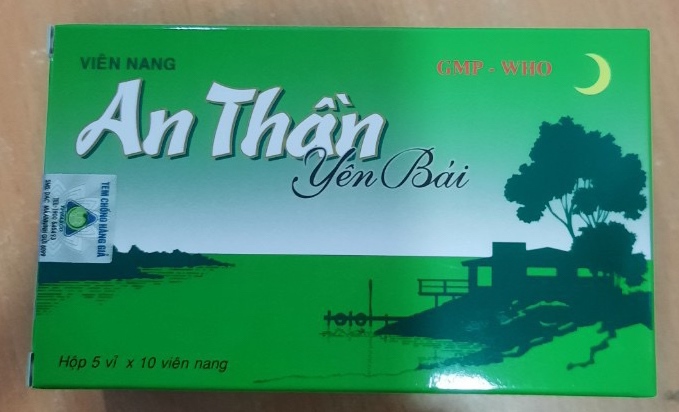 VIÊN NANG
GMP - WHO
An Thần
Yên Bái
TEM CHỐNG HÀNG GIẢ
Hộp 5 vỉ x 10 viên nang